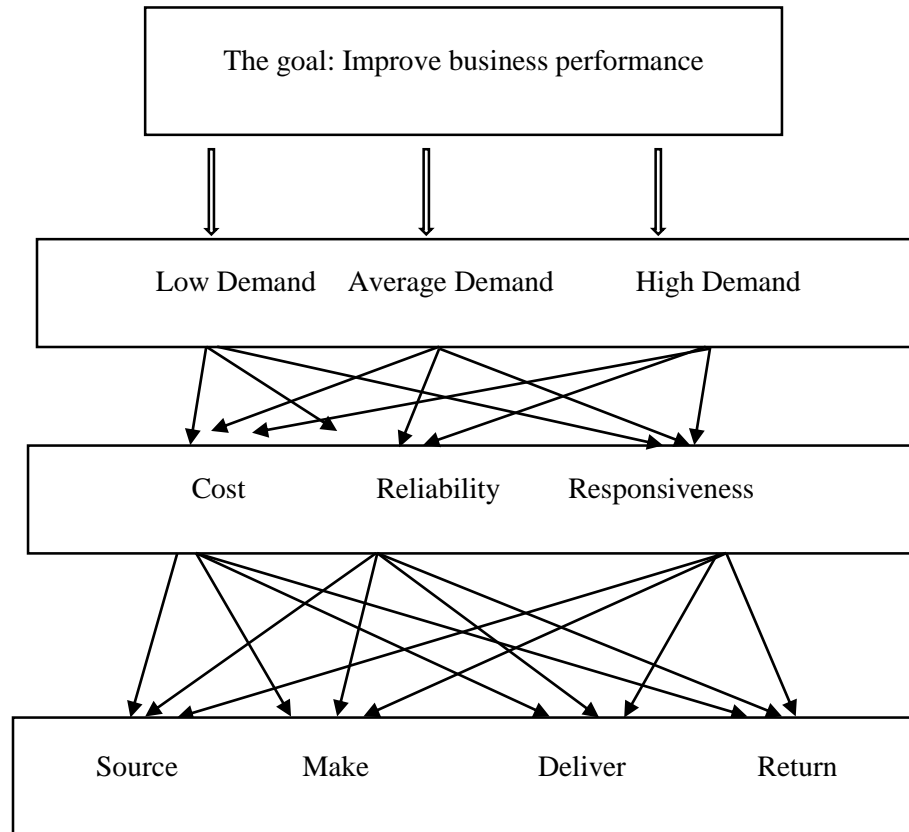 The goal: Improve business performance
Low Demand Average Demand High Demand
Cost Reliability Responsiveness
Source Make Deliver Return